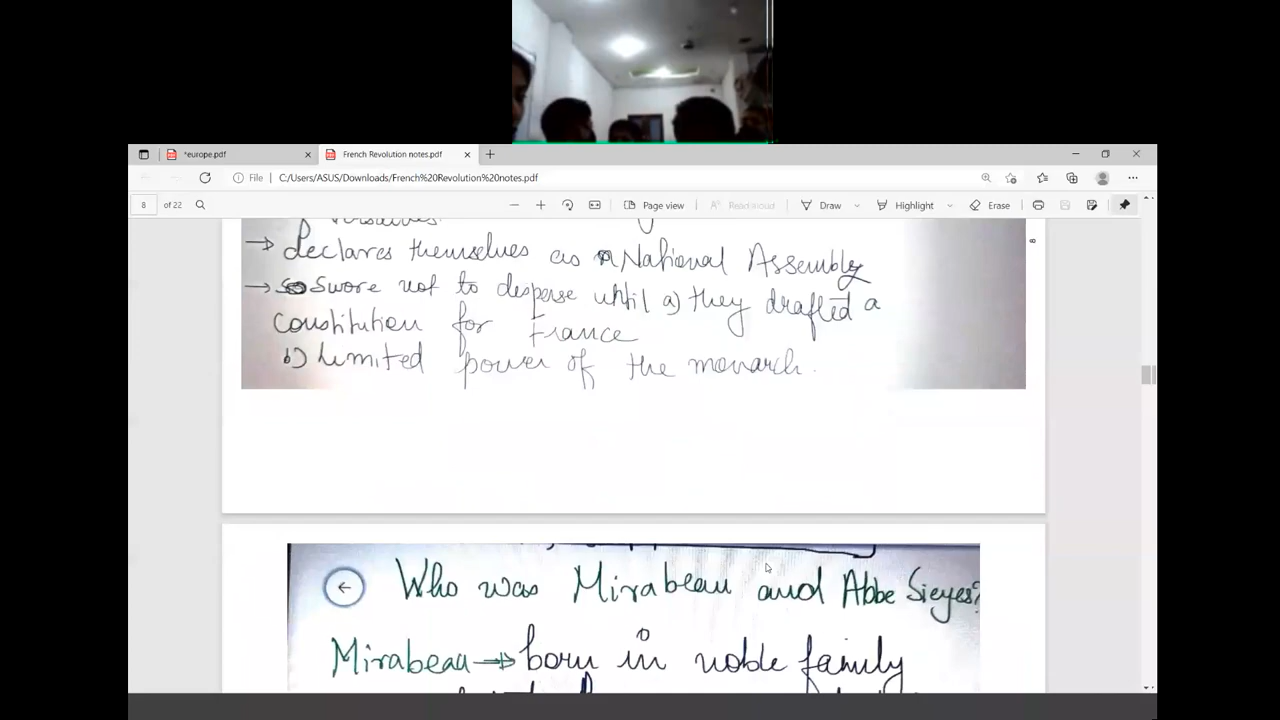 *europe.pdf
French Revolution notes.pdf
File C:/Users/ASUS/Downloads/French%20Revolution%20notes.pdf
8 of 22 Page view Read aloud Draw Highlight Erase
→ declares themselves as National Assembly
8
→ Swore not to desperse until a) they drafted a
Constitution for France
b) Limited power of the monarch.
← Who was Mirabeau and Abbe Sieyes?
Mirabeau → born in noble family